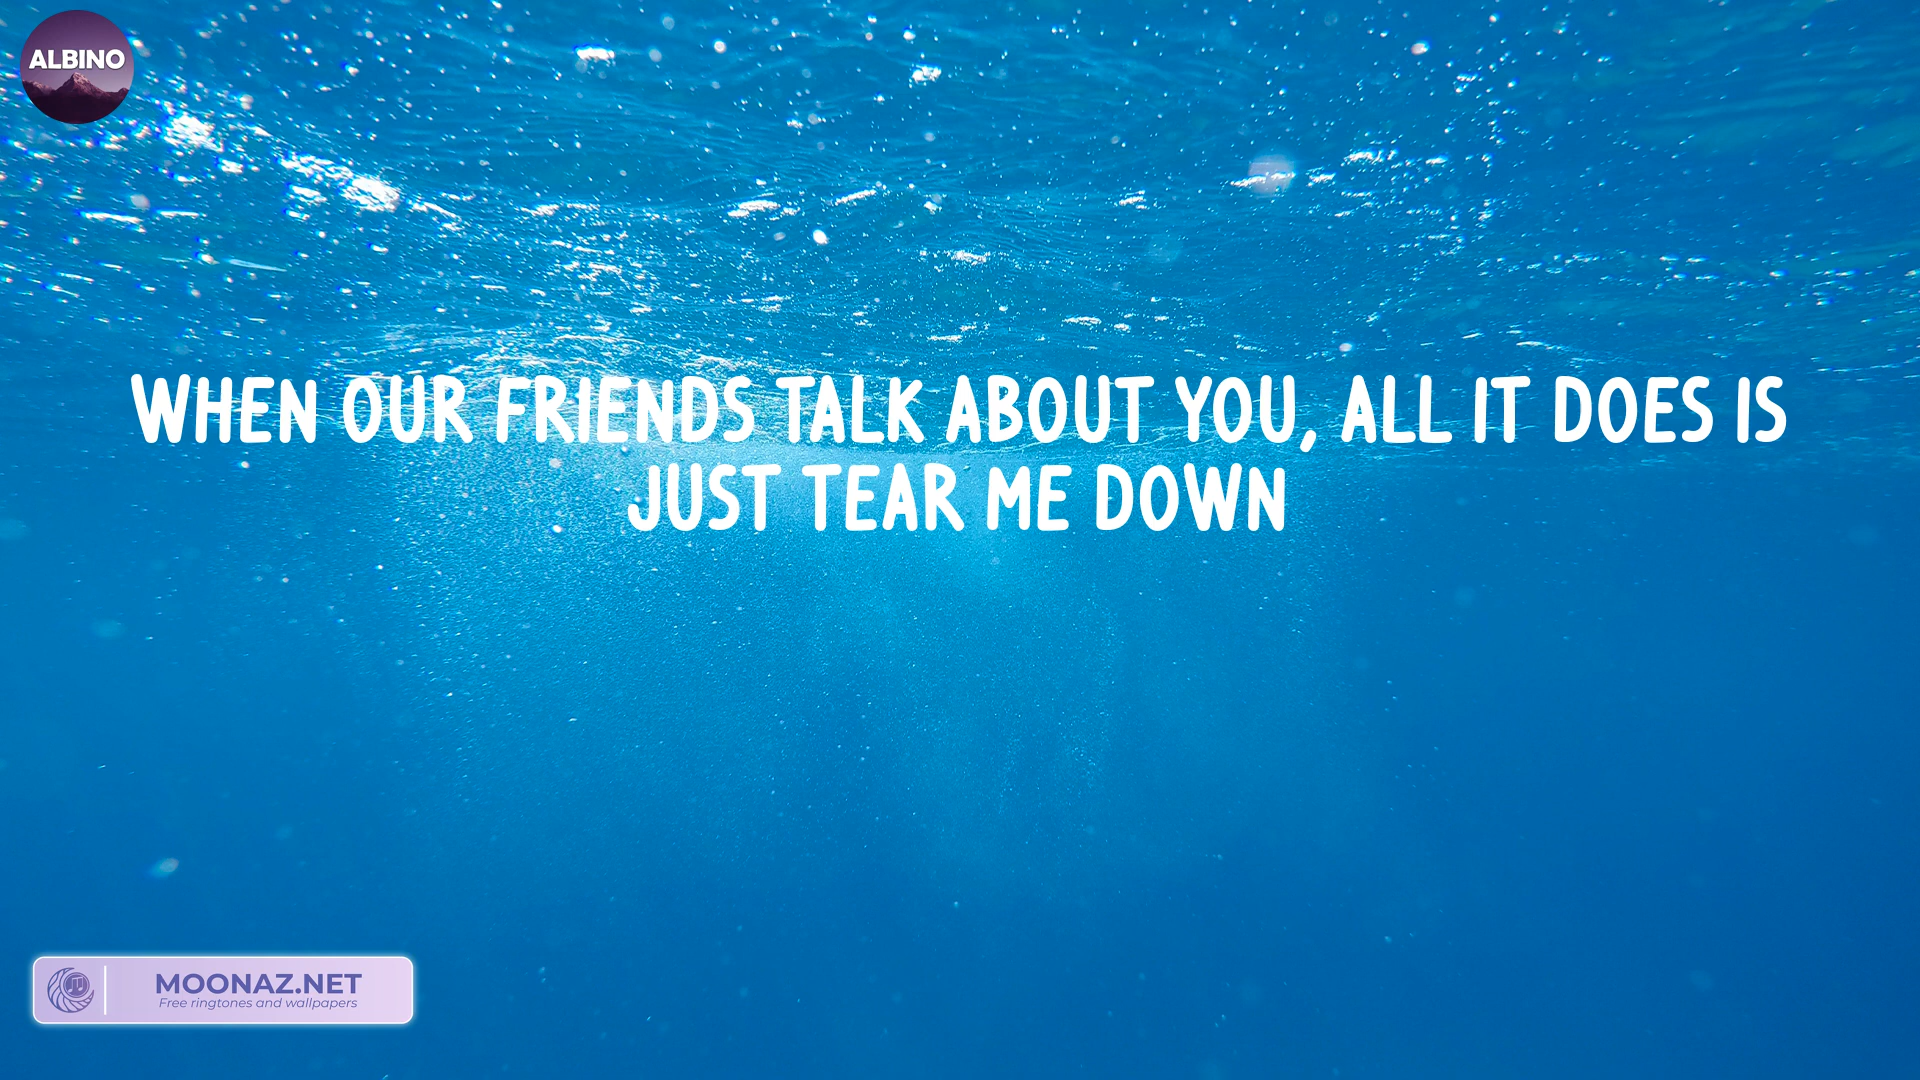 ALBINO
WHEN OUR FRIENDS TALK ABOUT YOU, ALL IT DOES IS
JUST TEAR ME DOWN
MOONAZ.NET
Free ringtones and wallpapers